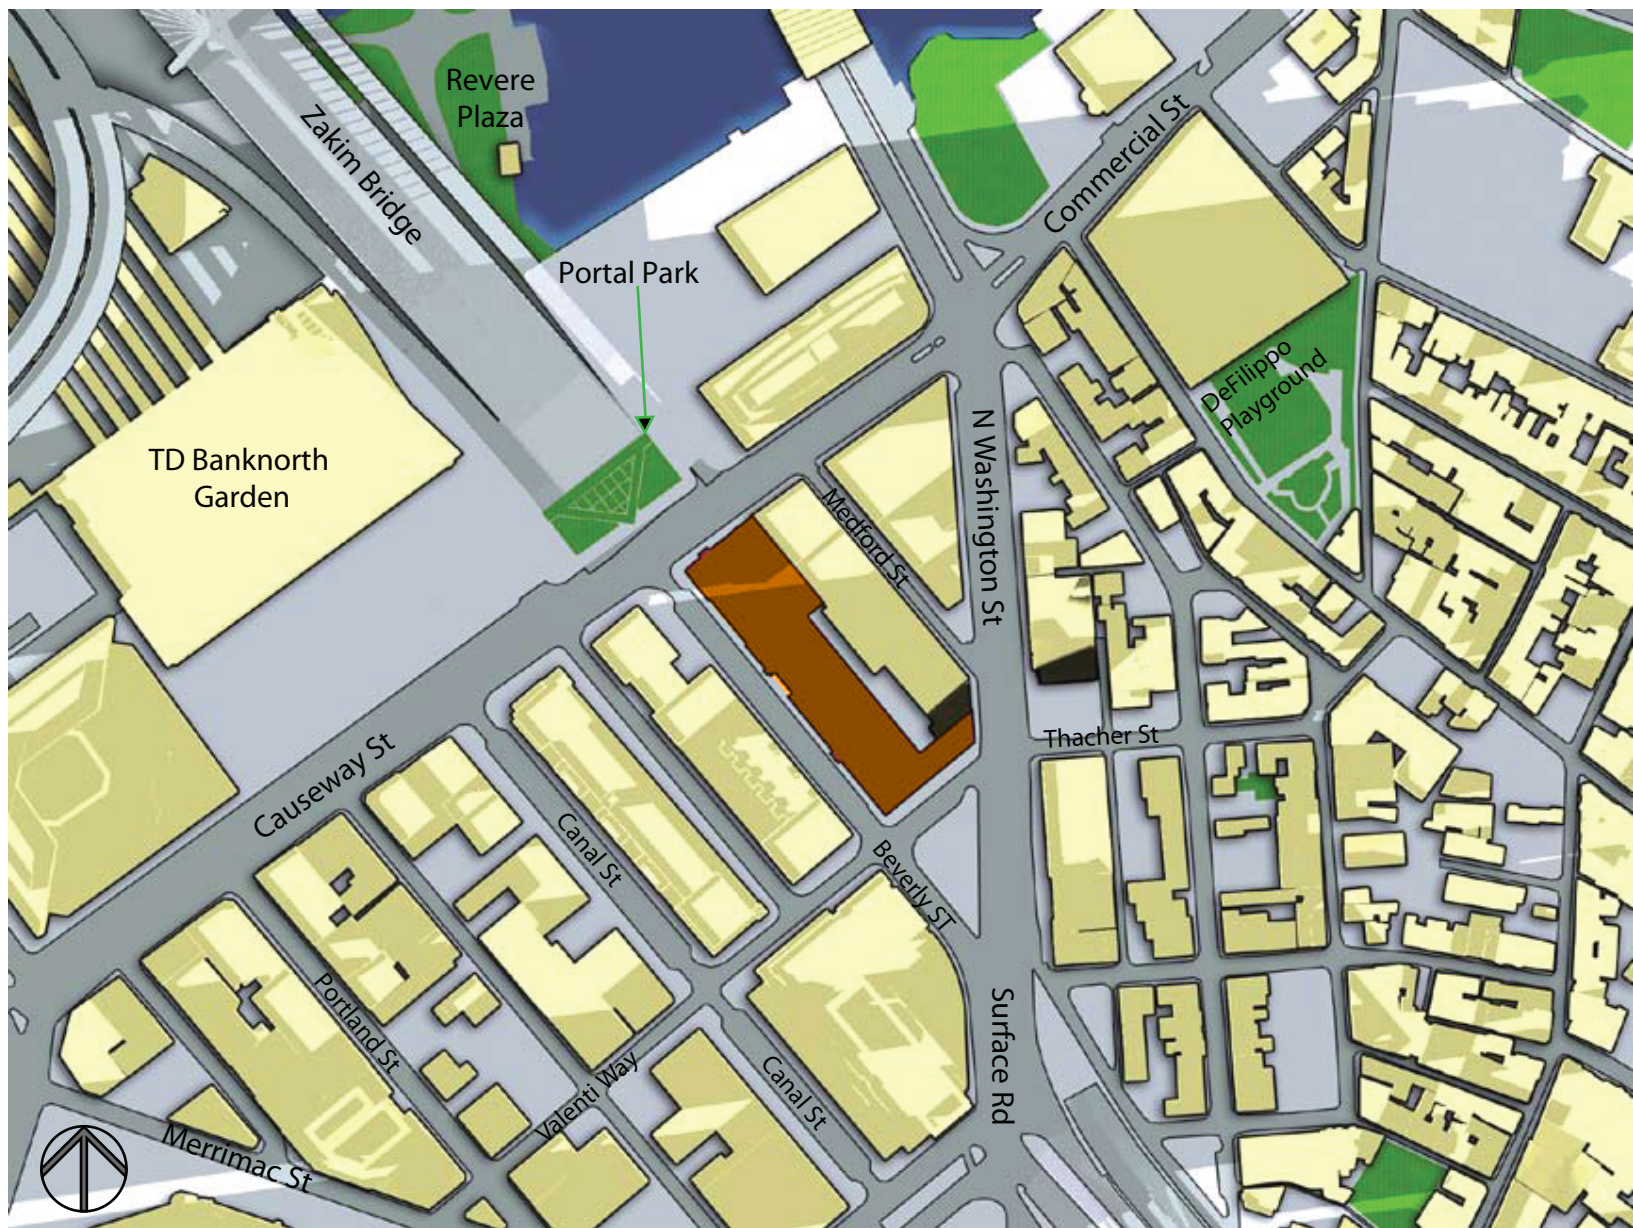 Revere
Plaza
Zakim Bridge
Commercial St
Portal Park
DeFilippo
Playground
N Washington St
TD Banknorth
Garden
Medford St
Thacher St
Causeway St
Canal St
Beverly ST
Portland St
Surface Rd
Valenti Way
Canal St
Merrimac St